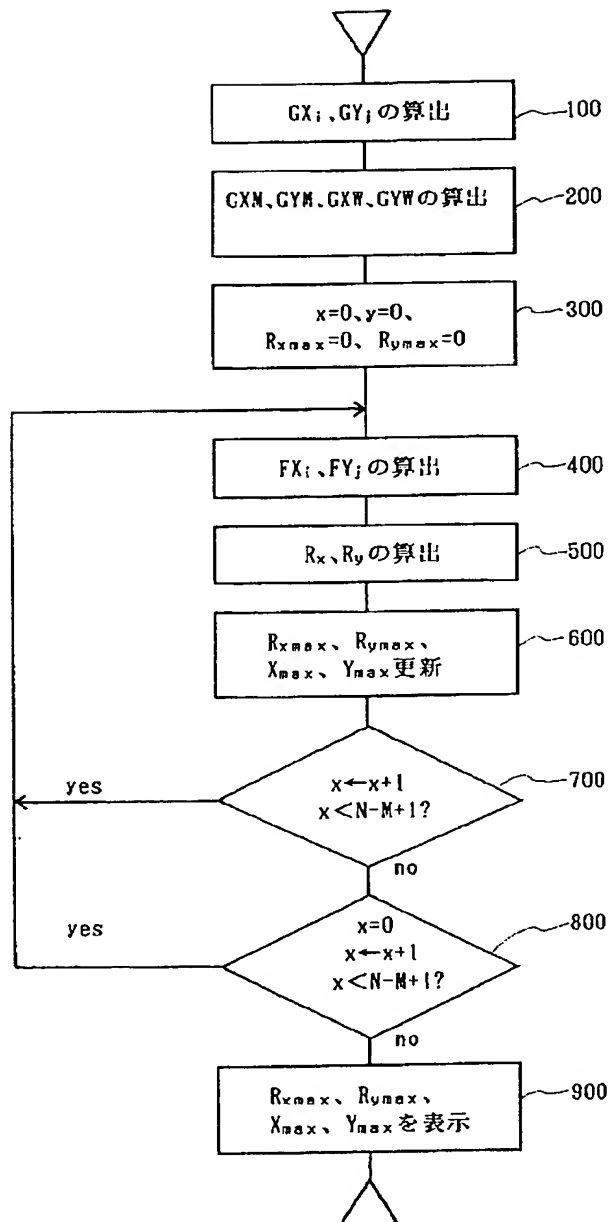 GXi、GYjの算出
100
GXM、GYM、GXW、GYWの算出
200
x=0、y=0、
Rxmax=0、Rymax=0
300
FXi、FYjの算出
400
Rx、Ryの算出
500
Rxmax、Rymax、
Xmax、Ymax更新
600
x←x+1
x<N-M+1?
700
yes
no
x=0
x←x+1
x<N-M+1?
800
yes
no
Rxmax、Rymax、
Xmax、Ymaxを表示
900